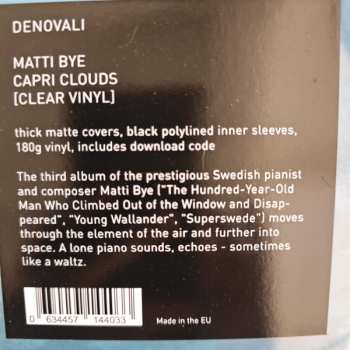 DENOVALI
MATTI BYE
CAPRI CLOUDS
[CLEAR VINYL]
thick matte covers, black polylined inner sleeves,
180g vinyl, includes download code
The third album of the prestigious Swedish pianist
and composer Matti Bye ("The Hundred-Year-Old
Man Who Climbed Out of the Window and Disap-
peared", "Young Wallander", "Superswede") moves
through the element of the air and further into
space. A lone piano sounds, echoes - sometimes
like a waltz.
0 634457 144033
Made in the EU